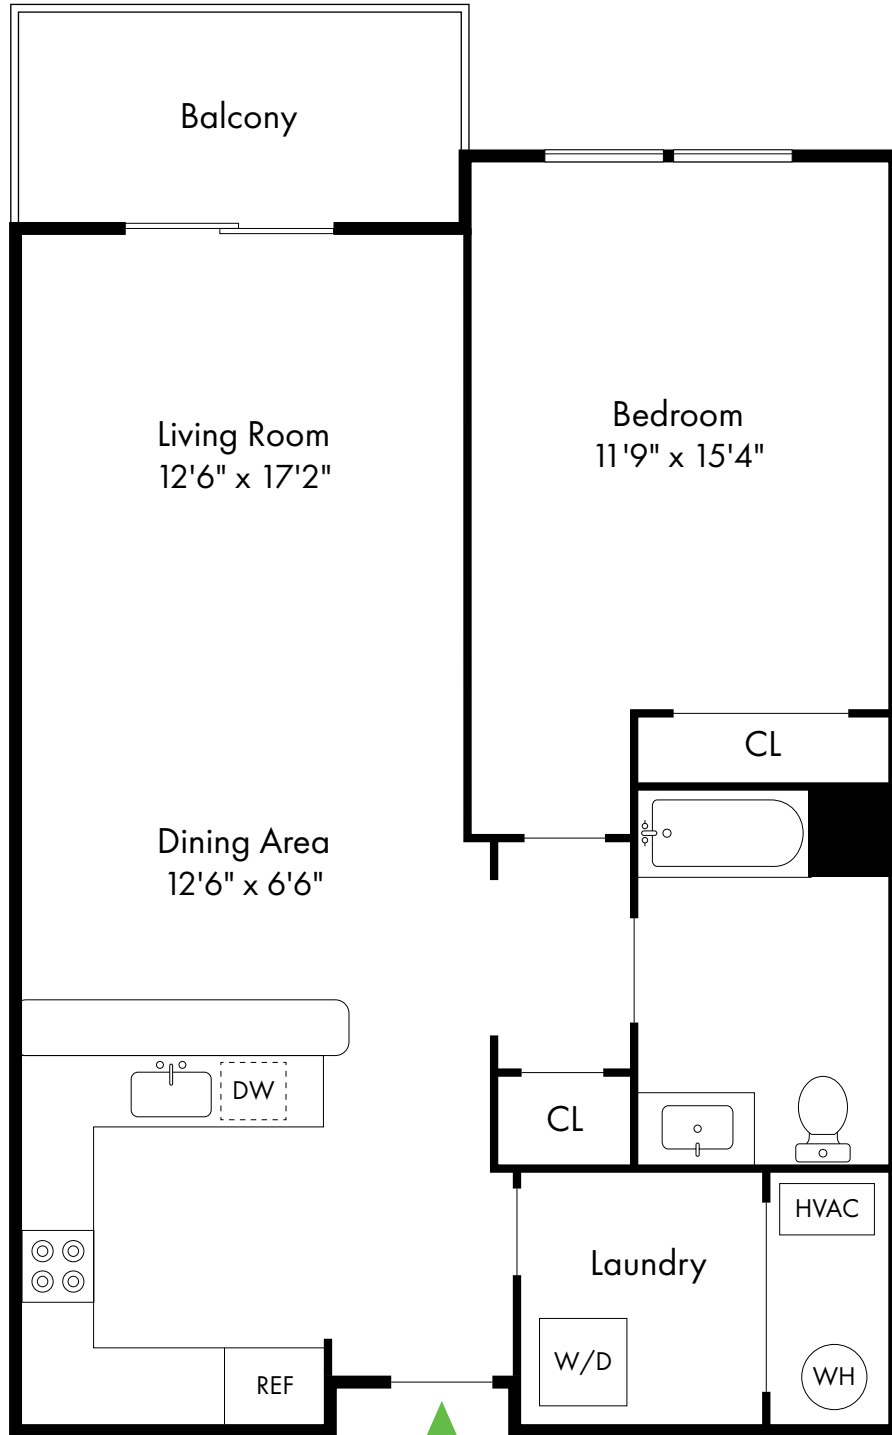 Balcony
Living Room
12'6" x 17'2"
Bedroom
11'9" x 15'4"
CL
Dining Area
12'6" x 6'6"
DW
CL
HVAC
Laundry
W/D
WH
REF